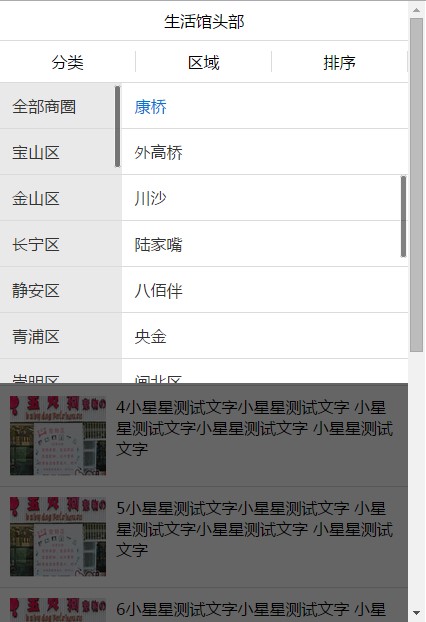 生活馆头部
分类 区域 排序
全部商圈 康桥
宝山区 外高桥
金山区 川沙
长宁区 陆家嘴
静安区 八佰伴
青浦区 央金
崇明区 闸北区
4小星星测试文字小星星测试文字 小星
星测试文字小星星测试文字 小星星测试
文字
5小星星测试文字小星星测试文字 小星
星测试文字小星星测试文字 小星星测试
文字
6小星星测试文字小星星测试文字 小星